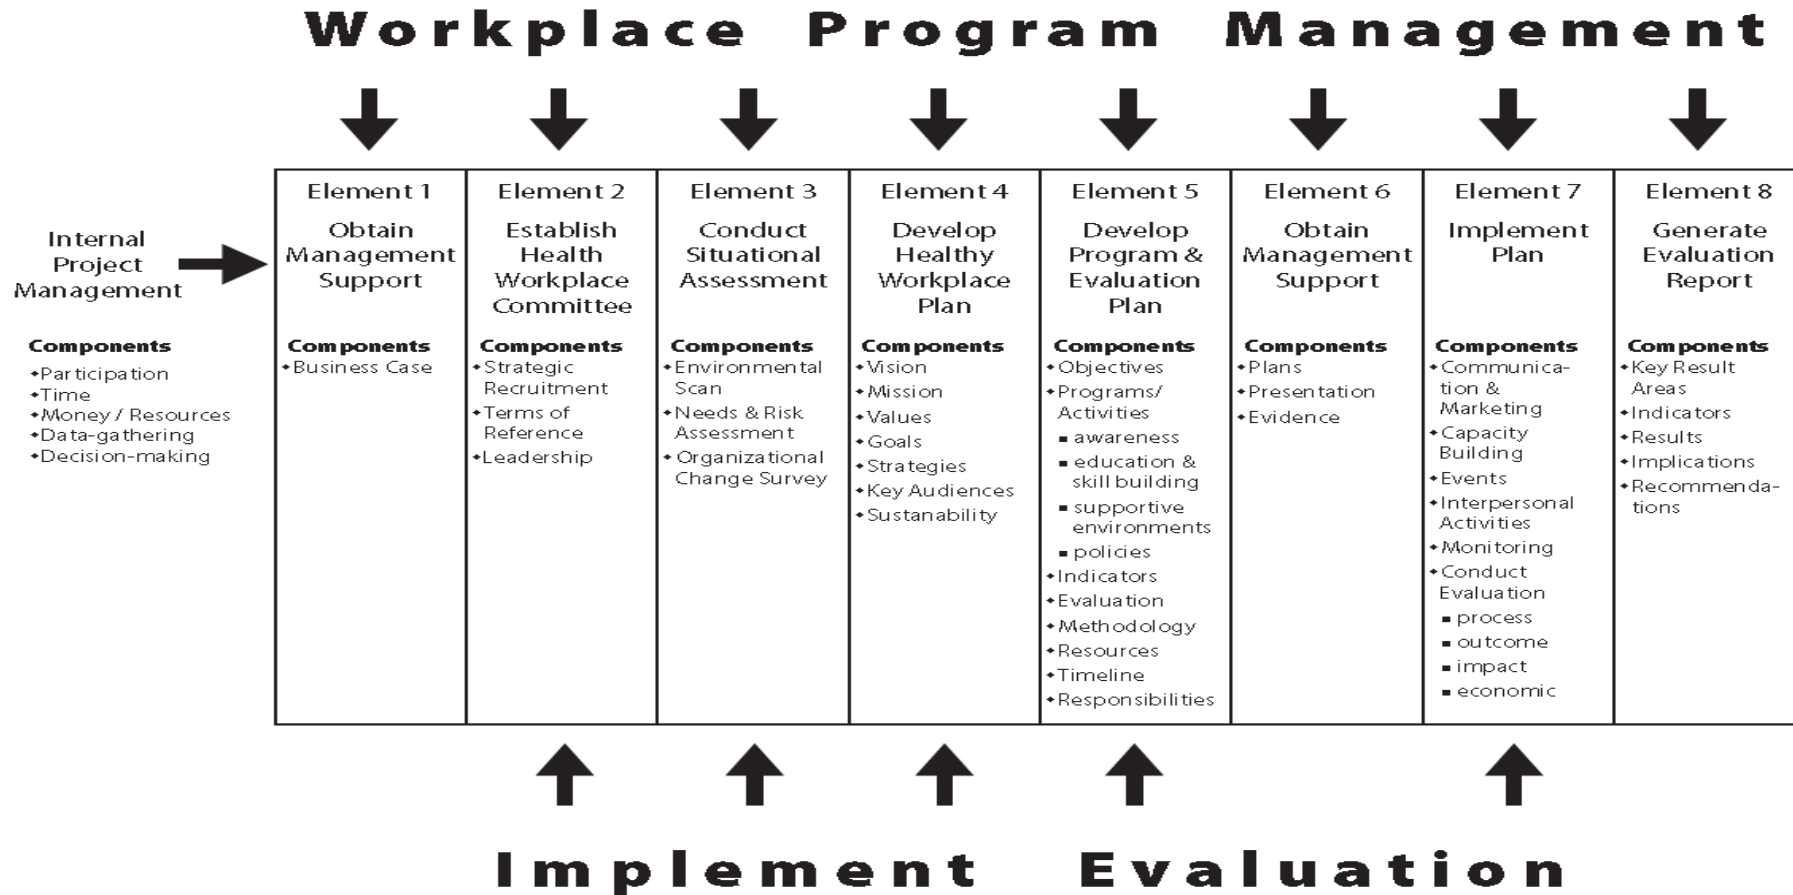 Workplace Program Management
Internal
Project
Management
Components
◆Participation
◆Time
◆Money / Resources
◆Data-gathering
◆Decision-making
Element 1
Obtain
Management
Support
Components
◆Business Case
Element 2
Establish
Health
Workplace
Committee
Components
◆Strategic
Recruitment
◆Terms of
Reference
◆Leadership
Element 3
Conduct
Situational
Assessment
Components
◆Environmental
Scan
◆Needs & Risk
Assessment
◆Organizational
Change Survey
Element 4
Develop
Healthy
Workplace
Plan
Components
◆Vision
◆Mission
◆Values
◆Goals
◆Strategies
◆Key Audiences
◆Sustanability
Element 5
Develop
Program &
Evaluation
Plan
Components
◆Objectives
◆Programs/
Activities
■ awareness
■ education &
skill building
■ supportive
environments
■ policies
◆Indicators
◆Evaluation
◆Methodology
◆Resources
◆Timeline
◆Responsibilities
Element 6
Obtain
Management
Support
Components
◆Plans
◆Presentation
◆Evidence
Element 7
Implement
Plan
Components
◆Communica-
tion &
Marketing
◆Capacity
Building
◆Events
◆Interpersonal
Activities
◆Monitoring
◆Conduct
Evaluation
■ process
■ outcome
■ impact
■ economic
Element 8
Generate
Evaluation
Report
Components
◆Key Result
Areas
◆Indicators
◆Results
◆Implications
◆Recommenda-
tions
Implement Evaluation